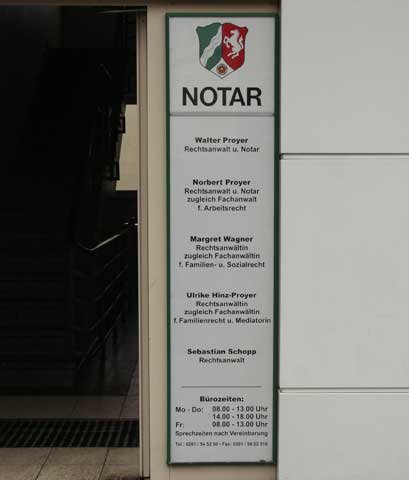 NOTAR
Walter Proyer
Rechtsanwalt u. Notar
Norbert Proyer
Rechtsanwalt u. Notar
zugleich Fachanwalt
f. Arbeitsrecht
Margret Wagner
Rechtsanwältin
zugleich Fachanwältin
f. Familien- u. Sozialrecht
Ulrike Hinz-Proyer
Rechtsanwältin
zugleich Fachanwältin
f. Familienrecht u. Mediatorin
Sebastian Schopp
Rechtsanwalt
Bürozeiten:
Mo - Do: 08.00 - 13.00 Uhr
14.00 - 18.00 Uhr
Fr: 08.00 - 13.00 Uhr
Sprechzeiten nach Vereinbarung